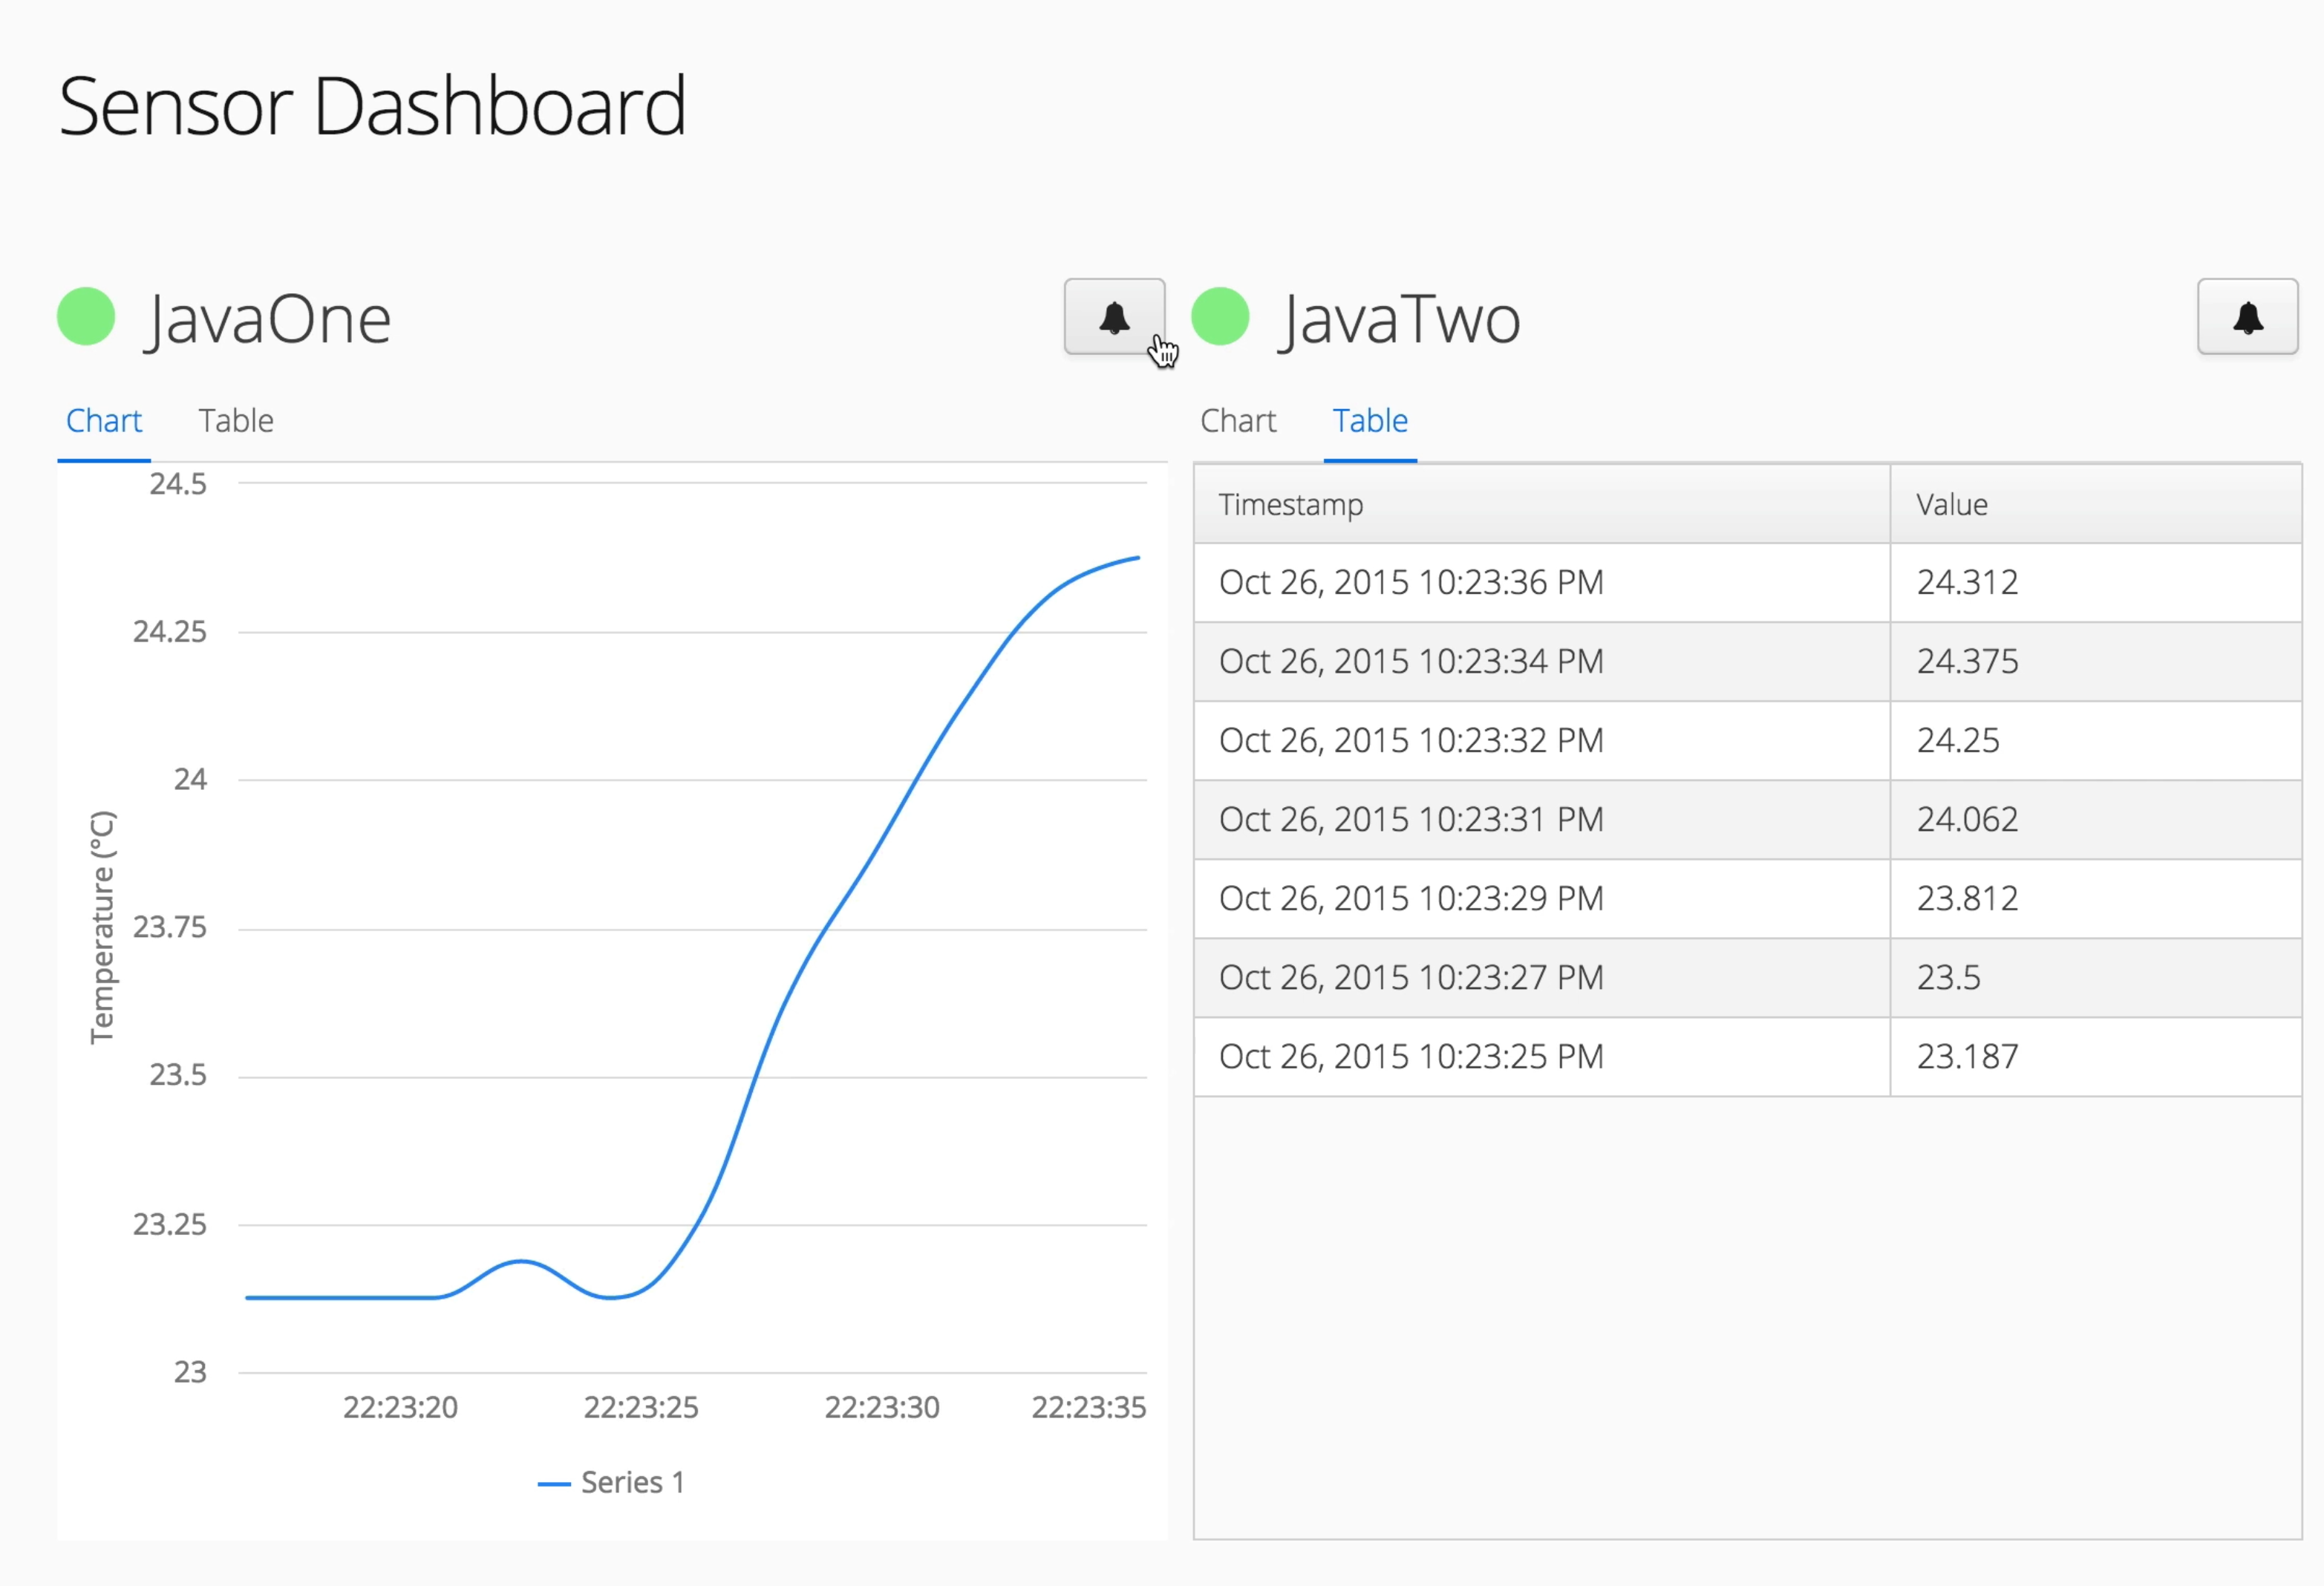 Sensor Dashboard
JavaOne
Chart Table
24.5
24.25
24
23.75
23.5
23.25
23
Temperature (°C)
22:23:20 22:23:25 22:23:30 22:23:35
Series 1
JavaTwo
Chart Table
Timestamp Value
Oct 26, 2015 10:23:36 PM 24.312
Oct 26, 2015 10:23:34 PM 24.375
Oct 26, 2015 10:23:32 PM 24.25
Oct 26, 2015 10:23:31 PM 24.062
Oct 26, 2015 10:23:29 PM 23.812
Oct 26, 2015 10:23:27 PM 23.5
Oct 26, 2015 10:23:25 PM 23.187